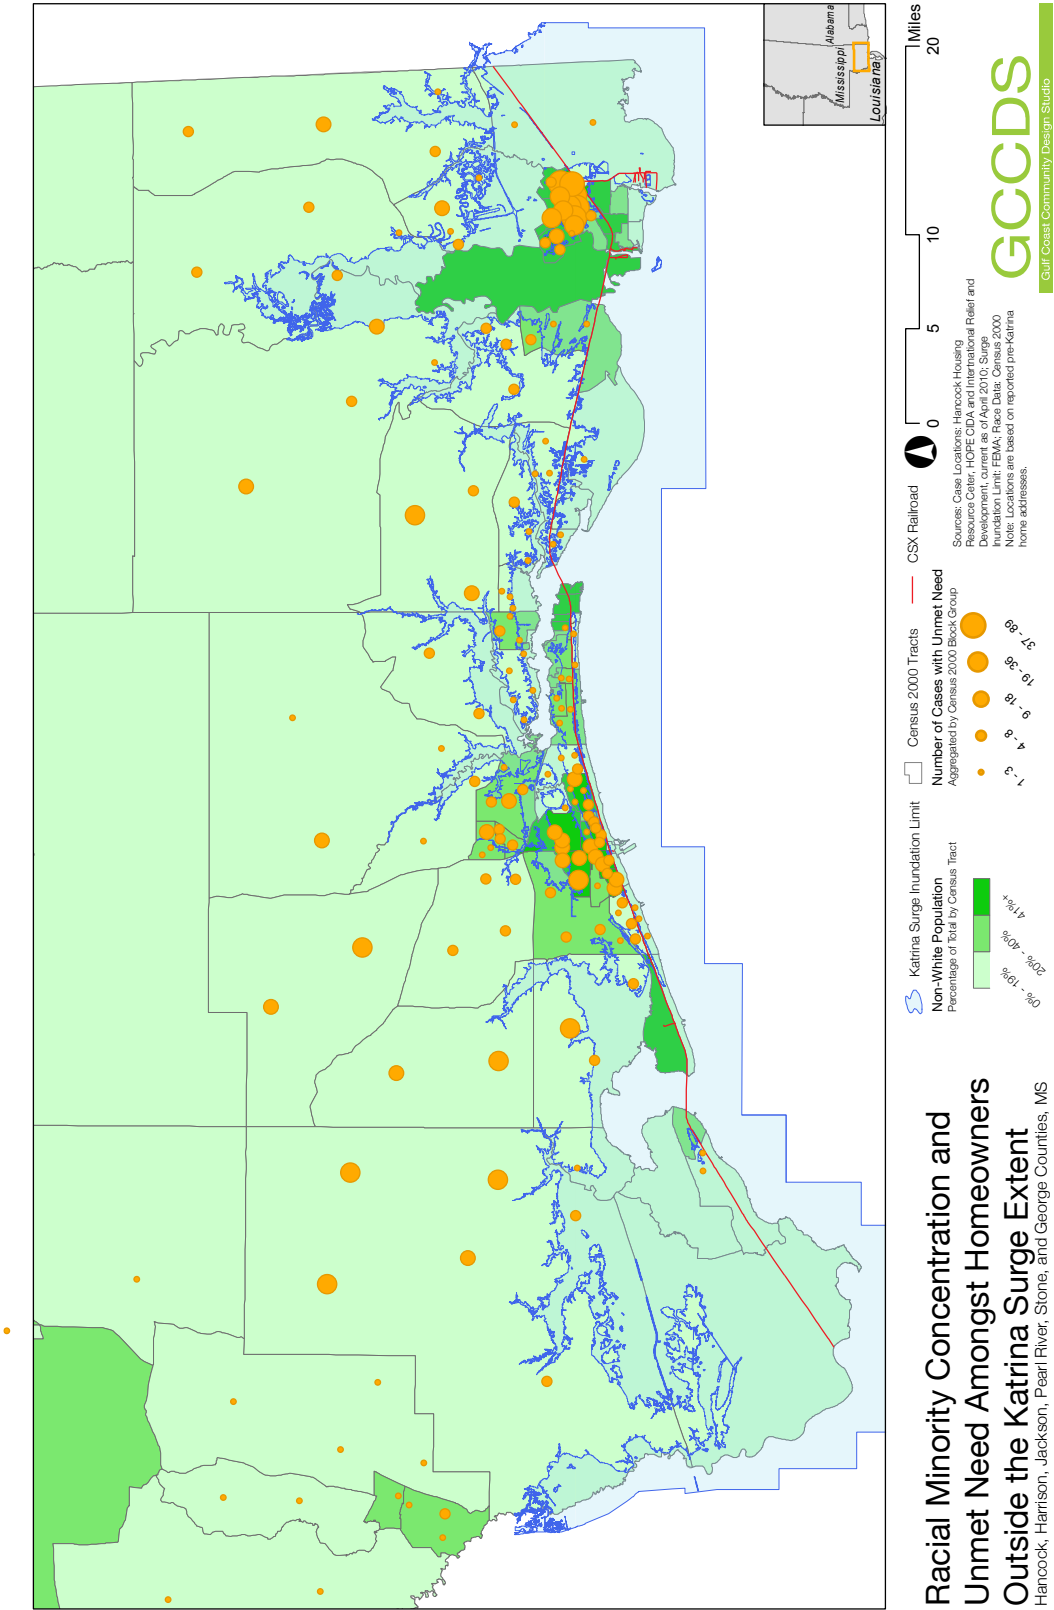 Racial Minority Concentration and
Unmet Need Amongst Homeowners
Outside the Katrina Surge Extent
Hancock, Harrison, Jackson, Pearl River, Stone, and George Counties, MS
Katrina Surge Inundation Limit
Non-White Population
Percentage of Total by Census Tract
0% - 19%
20% - 40%
41%+
Census 2000 Tracts
CSX Railroad
Number of Cases with Unmet Need
Aggregated by Census 2000 Block Group
1 - 3
4 - 8
9 - 18
19 - 36
37 - 89
0
5
10
20
Miles
Sources: Case Locations: Hancock Housing
Resource Ceter, HOPE CIDA and Interntational Relief and
Development, current as of April 2010; Surge
Inundation Limit: FEMA; Race Data: Census 2000
Note: Locations are based on reported pre-Katrina
home addresses.
GCCDS
Gulf Coast Community Design Studio
Mississippi
Alabama
Louisiana